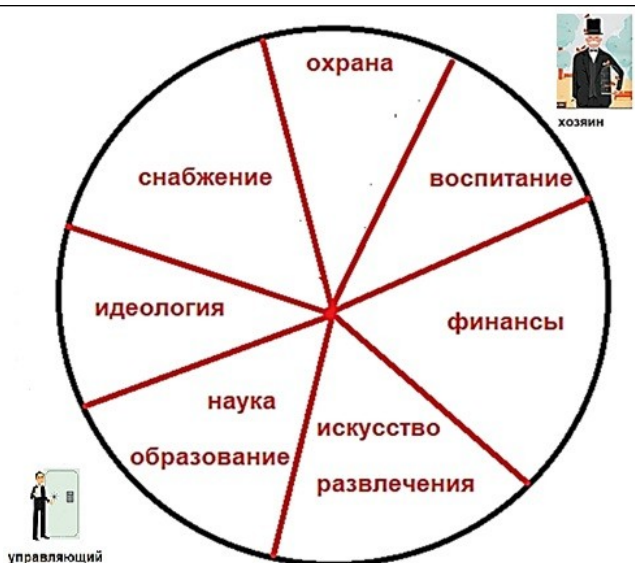 охрана
хозяин
снабжение
воспитание
идеология
финансы
наука
образование
искусство
развлечения
управляющий